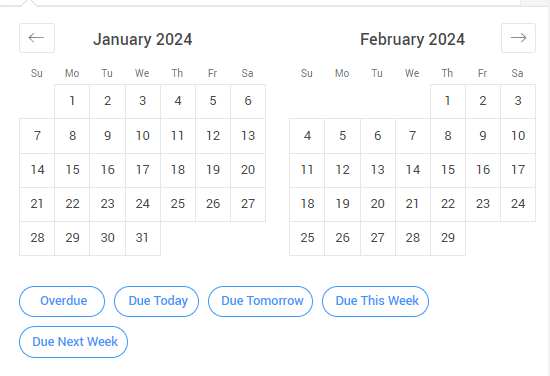 January 2024 February 2024
Su Mo Tu We Th Fr Sa Su Mo Tu We Th Fr Sa
1 2 3 4 5 6 1 2 3
7 8 9 10 11 12 13 4 5 6 7 8 9 10
14 15 16 17 18 19 20 11 12 13 14 15 16 17
21 22 23 24 25 26 27 18 19 20 21 22 23 24
28 29 30 31 25 26 27 28 29
Overdue Due Today Due Tomorrow Due This Week
Due Next Week